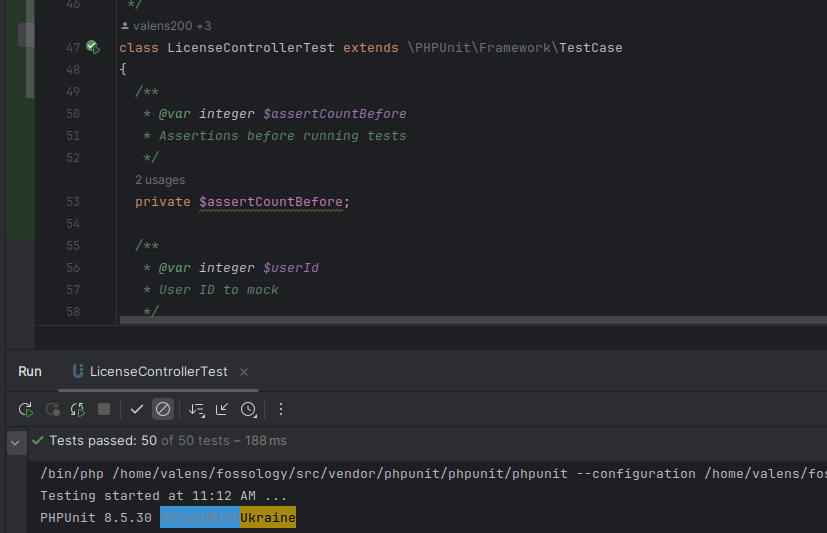 46 */
valens200 +3
47 class LicenseControllerTest extends \PHPUnit\Framework\TestCase
48 {
49 /**
50 * @var integer $assertCountBefore
51 * Assertions before running tests
52 */
2 usages
53 private $assertCountBefore;
54
55 /**
56 * @var integer $userId
57 * User ID to mock
58 */
Run LicenseControllerTest ×
Tests passed: 50 of 50 tests – 188 ms
/bin/php /home/valens/fossology/src/vendor/phpunit/phpunit/phpunit --configuration /home/valens/fos
Testing started at 11:12 AM ...
PHPUnit 8.5.30 #StandWithUkraine